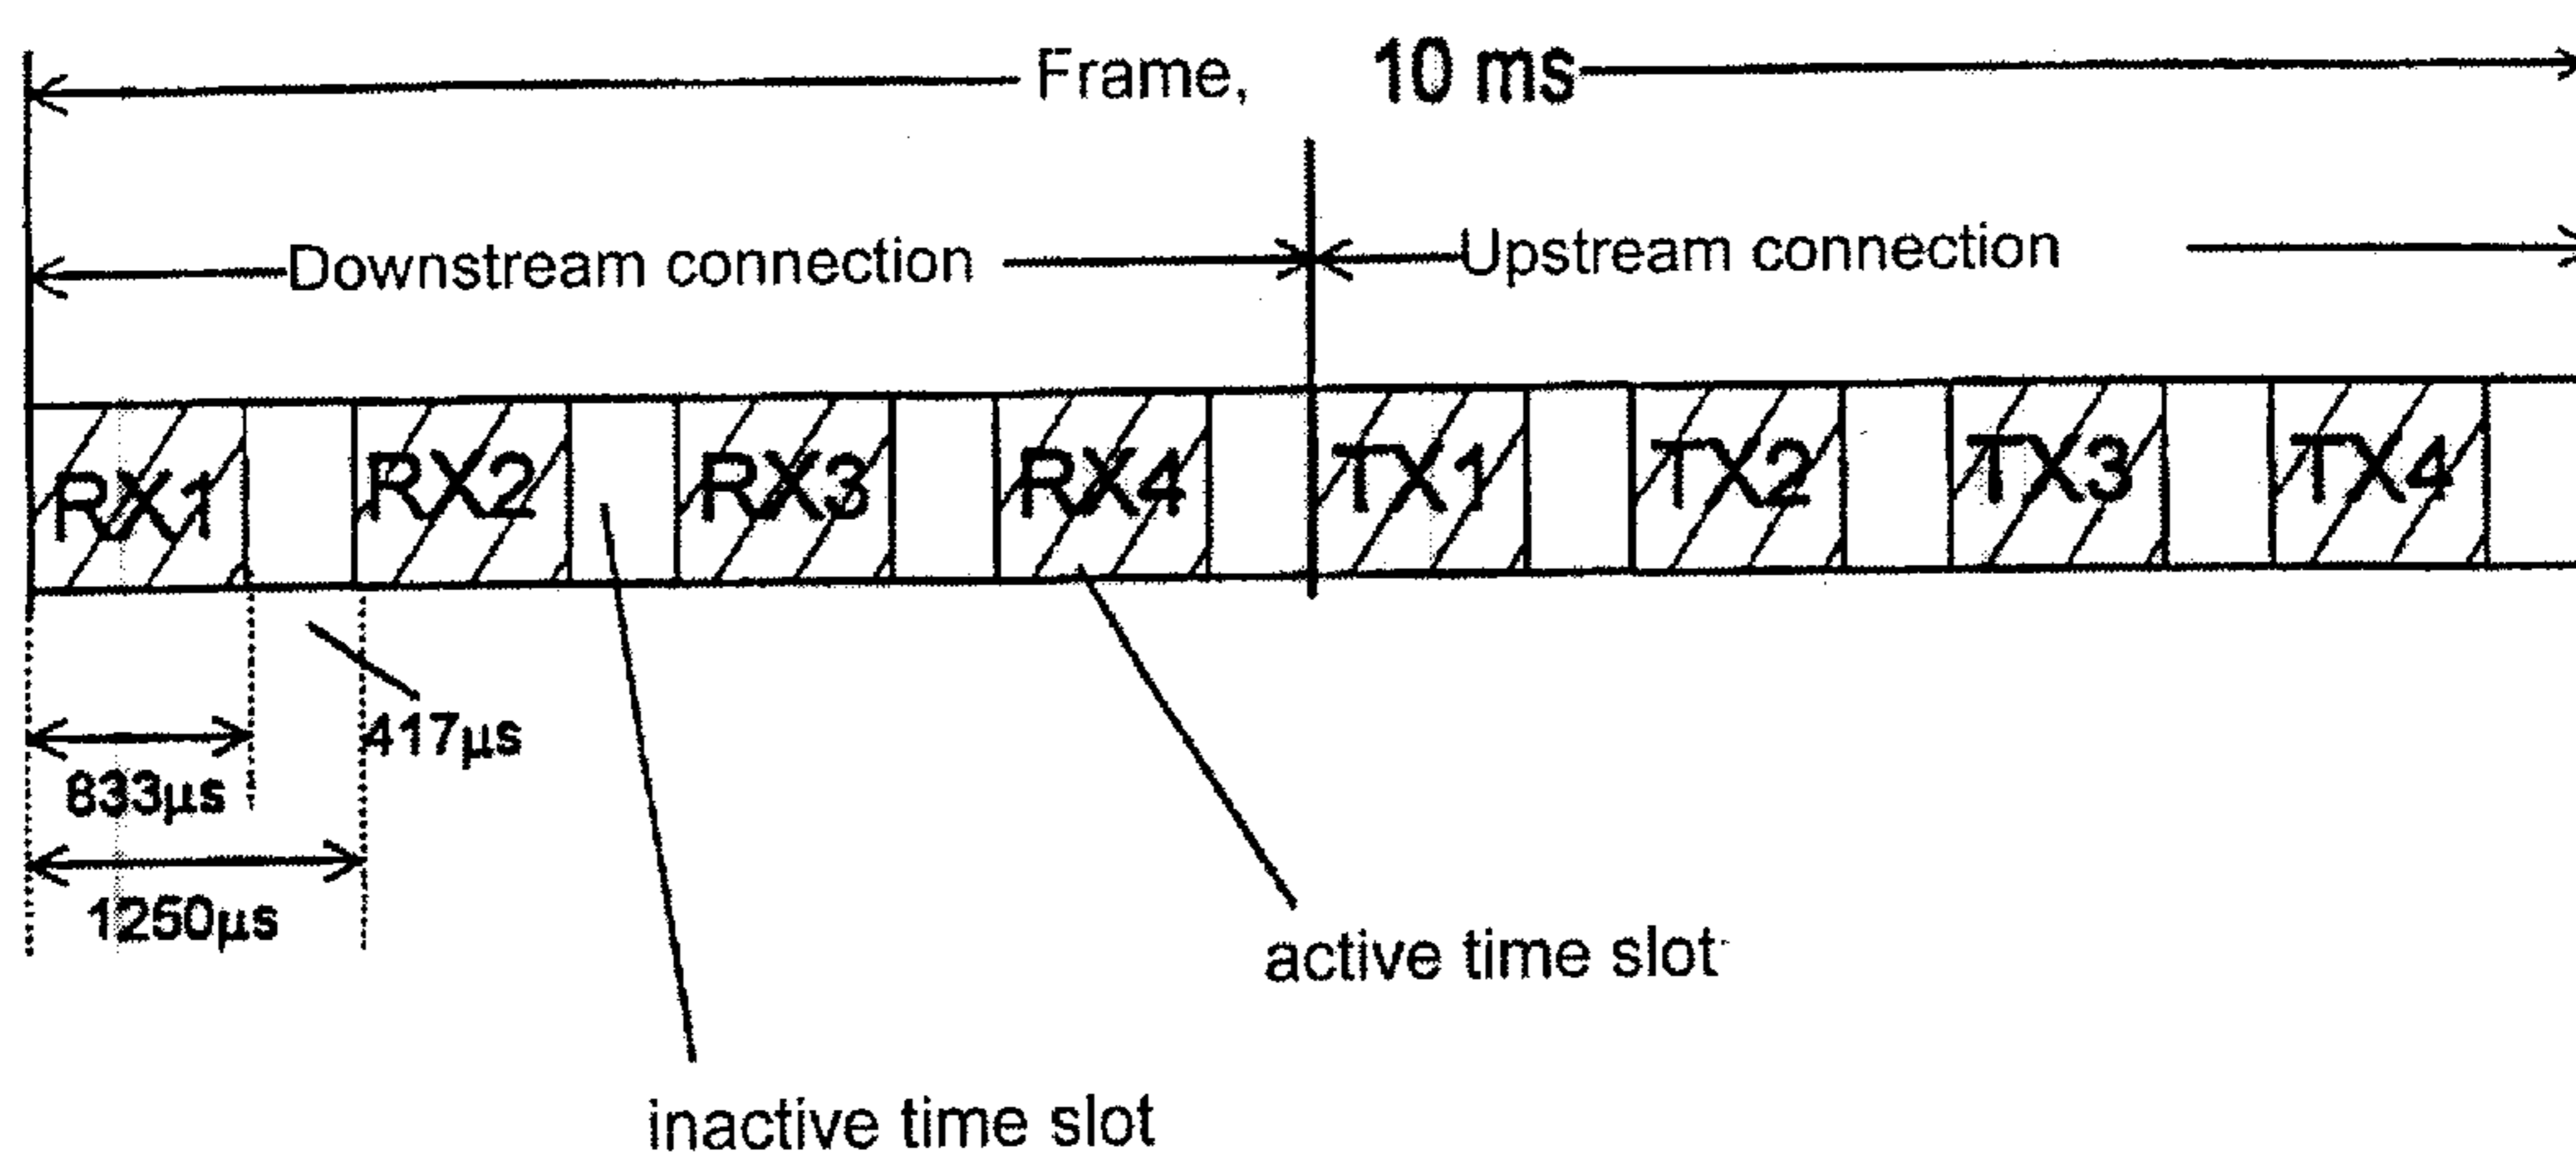 Frame, 10 ms
Downstream connection
Upstream connection
RX1 RX2 RX3 RX4 TX1 TX2 TX3 TX4
417µs
833µs
1250µs
active time slot
inactive time slot